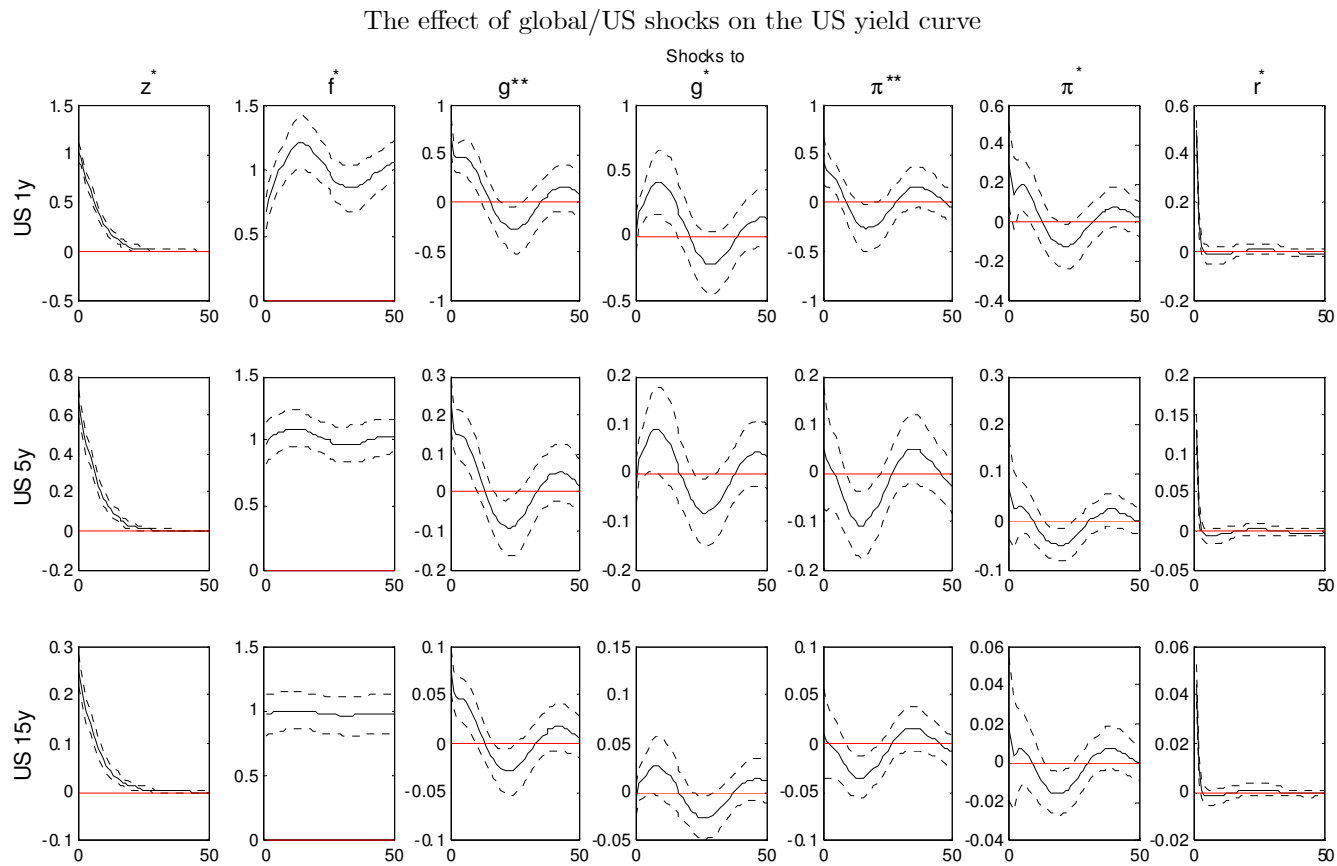 The effect of global/US shocks on the US yield curve
Shocks to
z* f* g** g* π** π* r*
US 1y
1.5 1.5 1 1 1 0.6 0.6
1 1 0.5 0.5 0.5 0.4 0.4
0.5 0.5 0 0 0 0.2 0.2
0 0 -0.5 -0.5 -0.5 0 0
-0.5 -1 -1 -0.2 -0.2
-0.4
0 50 0 50 0 50 0 50 0 50 0 50 0 50
US 5y
0.8 1.5 0.3 0.2 0.2 0.3 0.2
0.6 1 0.2 0.1 0.1 0.2 0.15
0.4 0.5 0.1 0 0 0.1 0.1
0.2 0 0 -0.1 -0.1 0 0.05
0 -0.1 -0.2 -0.2 -0.1 0
-0.2 -0.2 -0.05
0 50 0 50 0 50 0 50 0 50 0 50 0 50
US 15y
0.3 1.5 0.1 0.15 0.1 0.06 0.06
0.2 1 0.05 0.1 0.05 0.04 0.04
0.1 0.5 0 0.05 0 0.02 0.02
0 0 -0.05 0 -0.05 0 0
-0.1 -0.1 -0.05 -0.1 -0.02 -0.02
-0.04
0 50 0 50 0 50 0 50 0 50 0 50 0 50